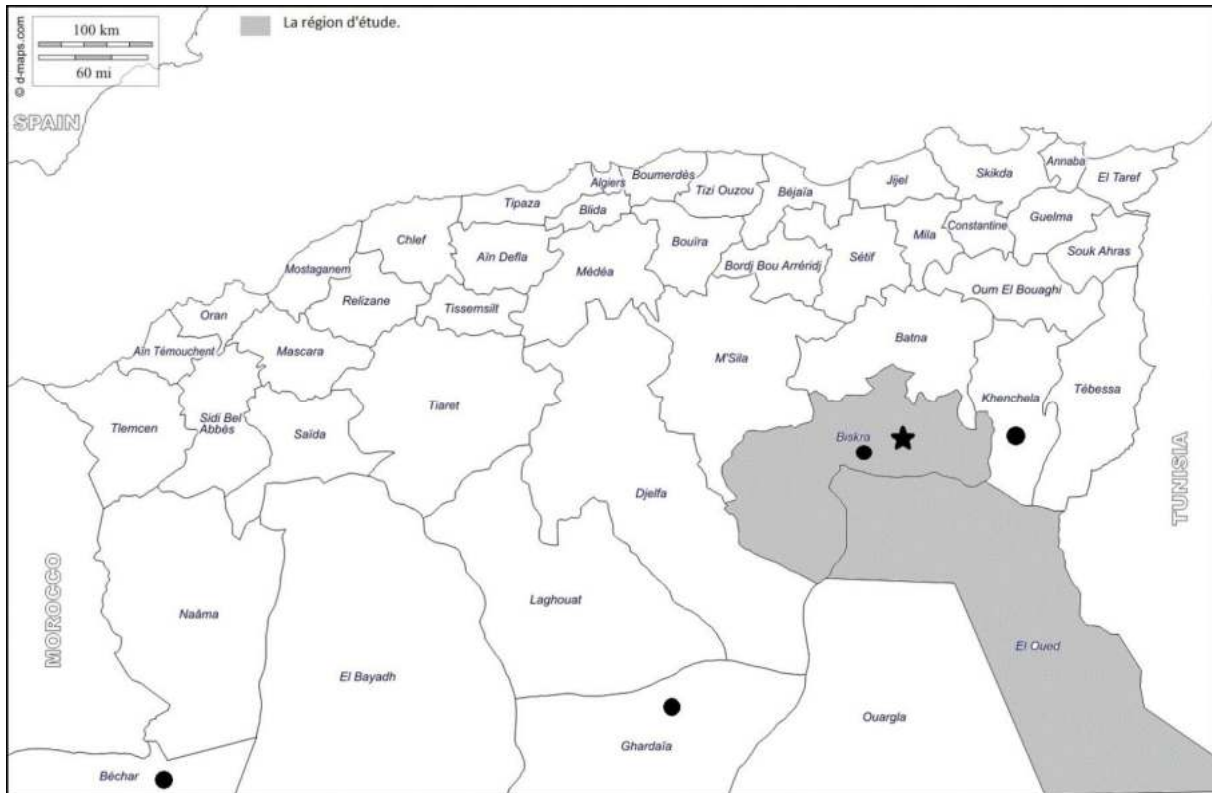 © d-maps.com
100 km
60 mi
La région d'étude.
SPAIN
Annaba
Skikda
El Taref
Algiers
Boumerdès
Tizi Ouzou
Béjaïa
Jijel
Tipaza
Blida
Guelma
Constantine
Mila
Chlef
Aïn Defla
Médéa
Bouïra
Bordj Bou Arréridj
Sétif
Souk Ahras
Mostaganem
Relizane
Tissemsilt
Oum El Bouaghi
Oran
Aïn Témouchent
Mascara
M'Sila
Batna
Tébessa
Khenchela
Tlemcen
Sidi Bel
Abbès
Saïda
Tiaret
Biskra
Djelfa
TUNISIA
MOROCCO
Naâma
Laghouat
El Oued
El Bayadh
Ghardaïa
Ouargla
Béchar